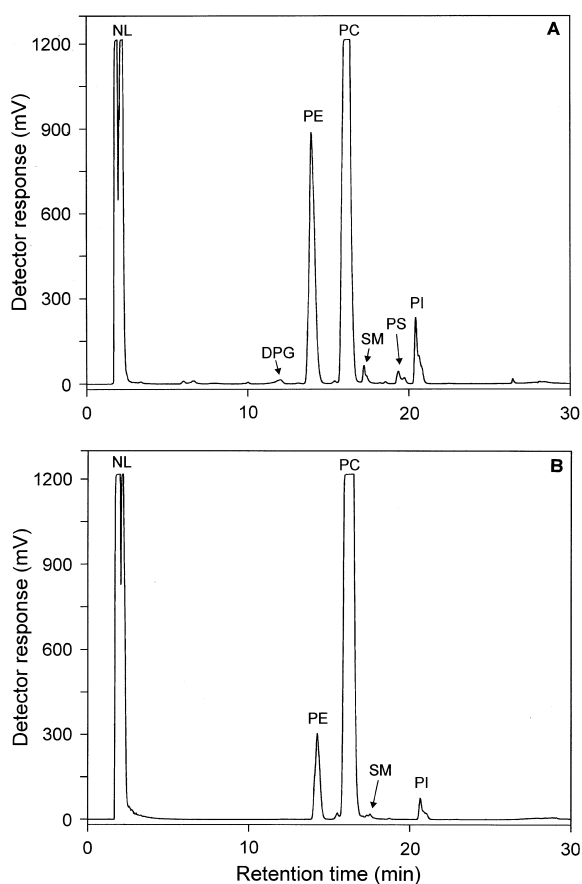 A
NL
PC
PE
PI
PS
SM
DPG
1200
900
600
300
0
Detector response (mV)
0 10 20 30
B
NL
PC
PE
SM
PI
1200
900
600
300
0
Detector response (mV)
0 10 20 30
Retention time (min)